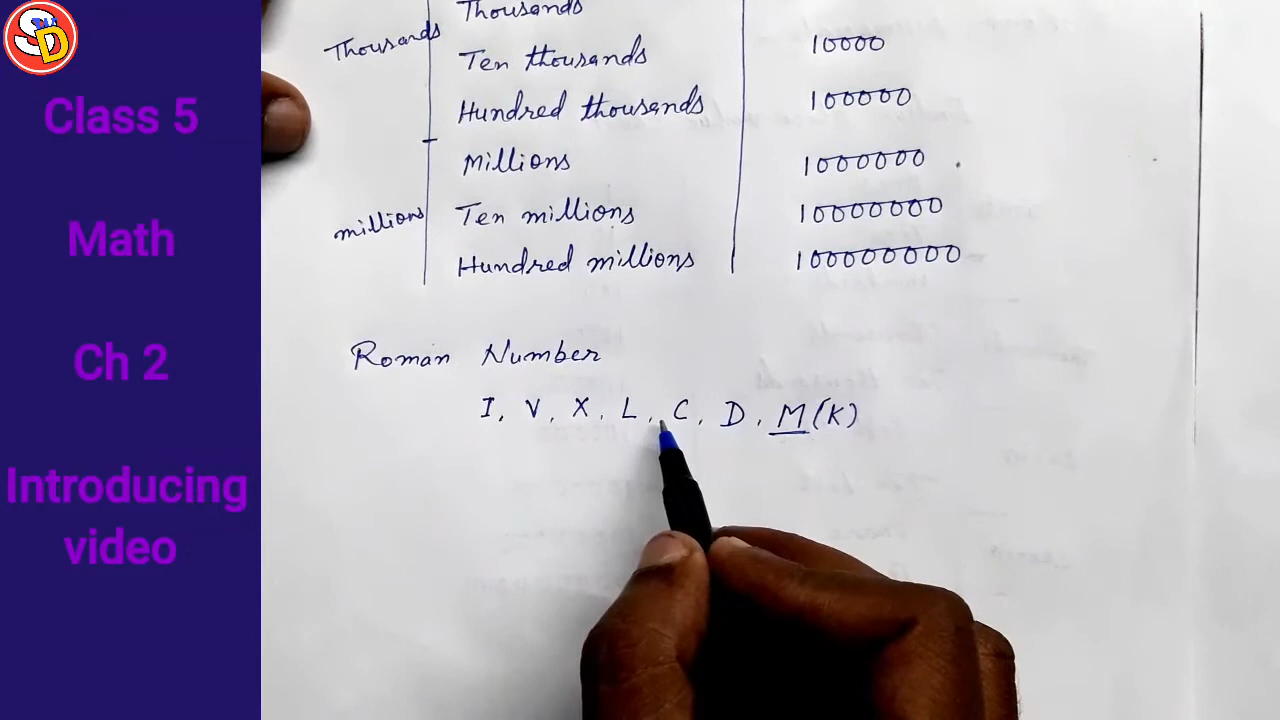 SD
Class 5
Math
Ch 2
Introducing
video
Thousands
Thousands
Ten thousands 10000
Hundred thousands 100000
Millions 1000000
millions Ten millions 10000000
Hundred millions 100000000
Roman Number
I, V, X, L, C, D, M (K)